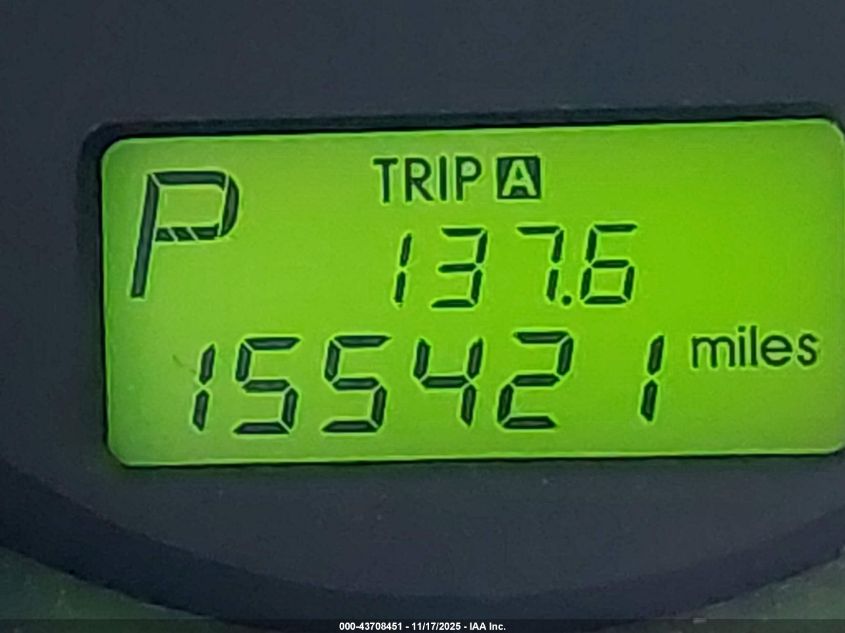 P
TRIP A
137.6
155421 miles
000-43708451 - 11/17/2025 - IAA Inc.